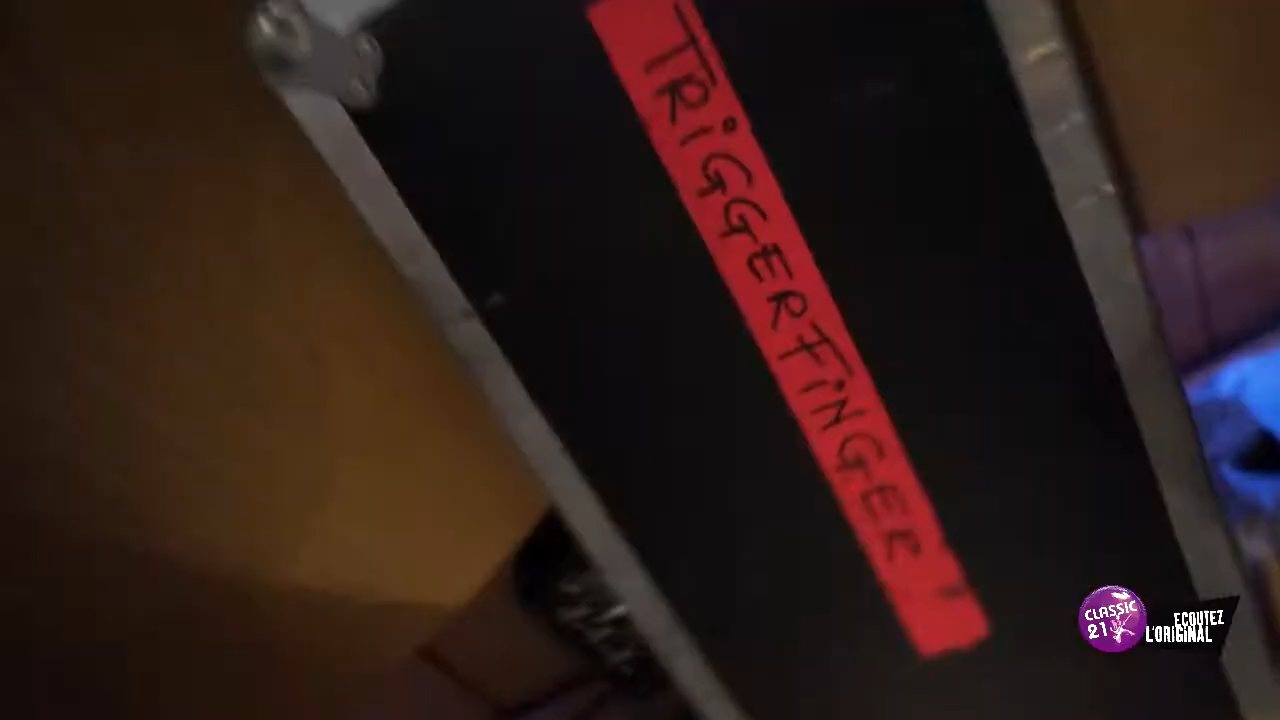 TRiGGERFiNGER
CLASSIC
21
ECOUTEZ
L'ORIGINAL